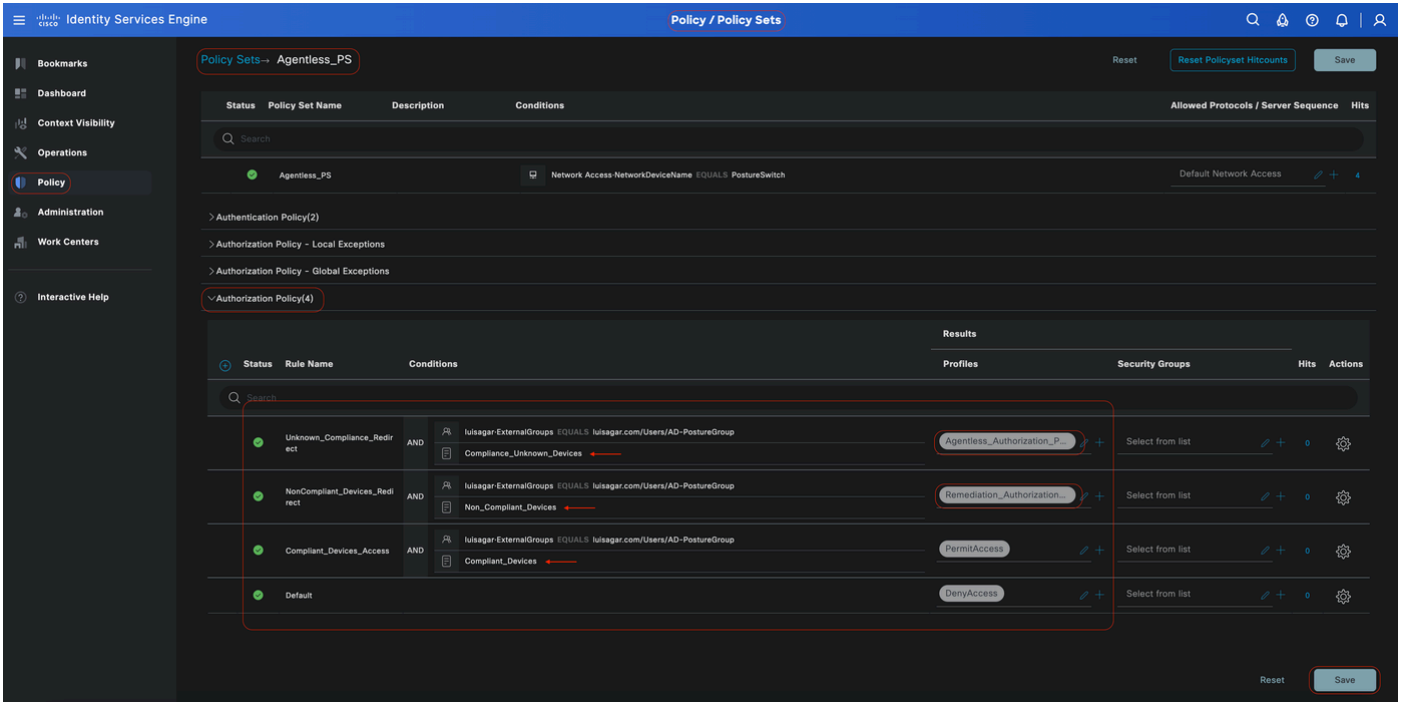 cisco Identity Services Engine
Policy / Policy Sets
Bookmarks
Dashboard
Context Visibility
Operations
Policy
Administration
Work Centers
Interactive Help
Policy Sets→ Agentless_PS
Reset
Reset Policyset Hitcounts
Save
Status Policy Set Name Description Conditions Allowed Protocols / Server Sequence Hits
Search
Agentless_PS Network Access·NetworkDeviceName EQUALS PostureSwitch Default Network Access 4
Authentication Policy(2)
Authorization Policy - Local Exceptions
Authorization Policy - Global Exceptions
Authorization Policy(4)
Results
Status Rule Name Conditions Profiles Security Groups Hits Actions
Search
Unknown_Compliance_Redir
ect
AND
luisagar·ExternalGroups EQUALS luisagar.com/Users/AD-PostureGroup
Compliance_Unknown_Devices
Agentless_Authorization_P...
Select from list
0
NonCompliant_Devices_Redi
rect
AND
luisagar·ExternalGroups EQUALS luisagar.com/Users/AD-PostureGroup
Non_Compliant_Devices
Remediation_Authorization...
Select from list
0
Compliant_Devices_Access
AND
luisagar·ExternalGroups EQUALS luisagar.com/Users/AD-PostureGroup
Compliant_Devices
PermitAccess
Select from list
0
Default
DenyAccess
Select from list
0
Reset
Save